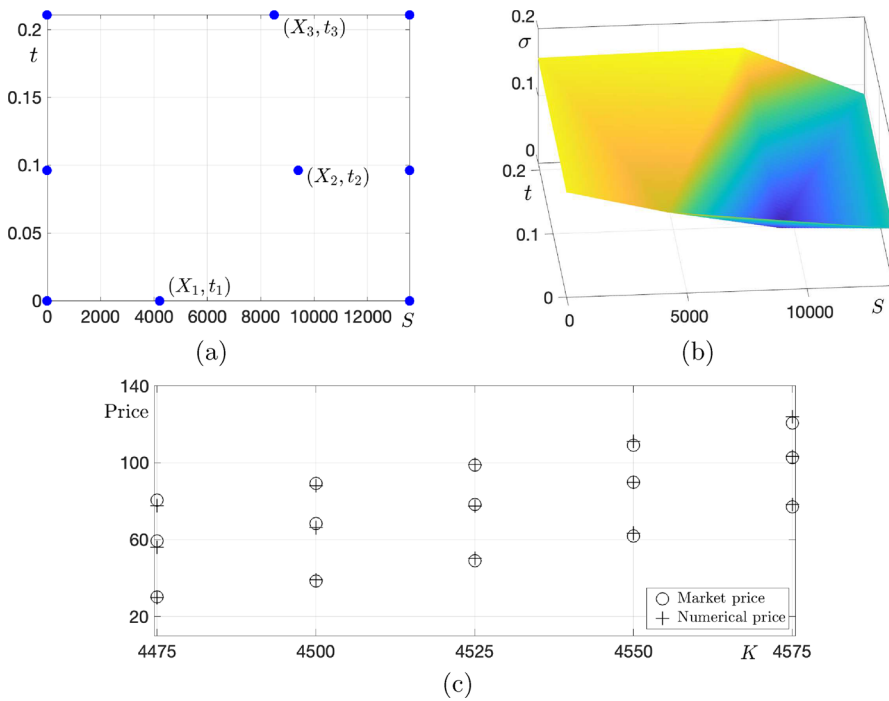 0.2
t
0.15
0.1
0.05
0
(X₃, t₃)
(X₂, t₂)
(X₁, t₁)
0 2000 4000 6000 8000 10000 12000 S
(a)
0.2
σ
0.1
0
0.2
t
0.1
0
0 5000 10000 S
(b)
140
Price
100
60
20
Market price
Numerical price
4475 4500 4525 4550 K 4575
(c)